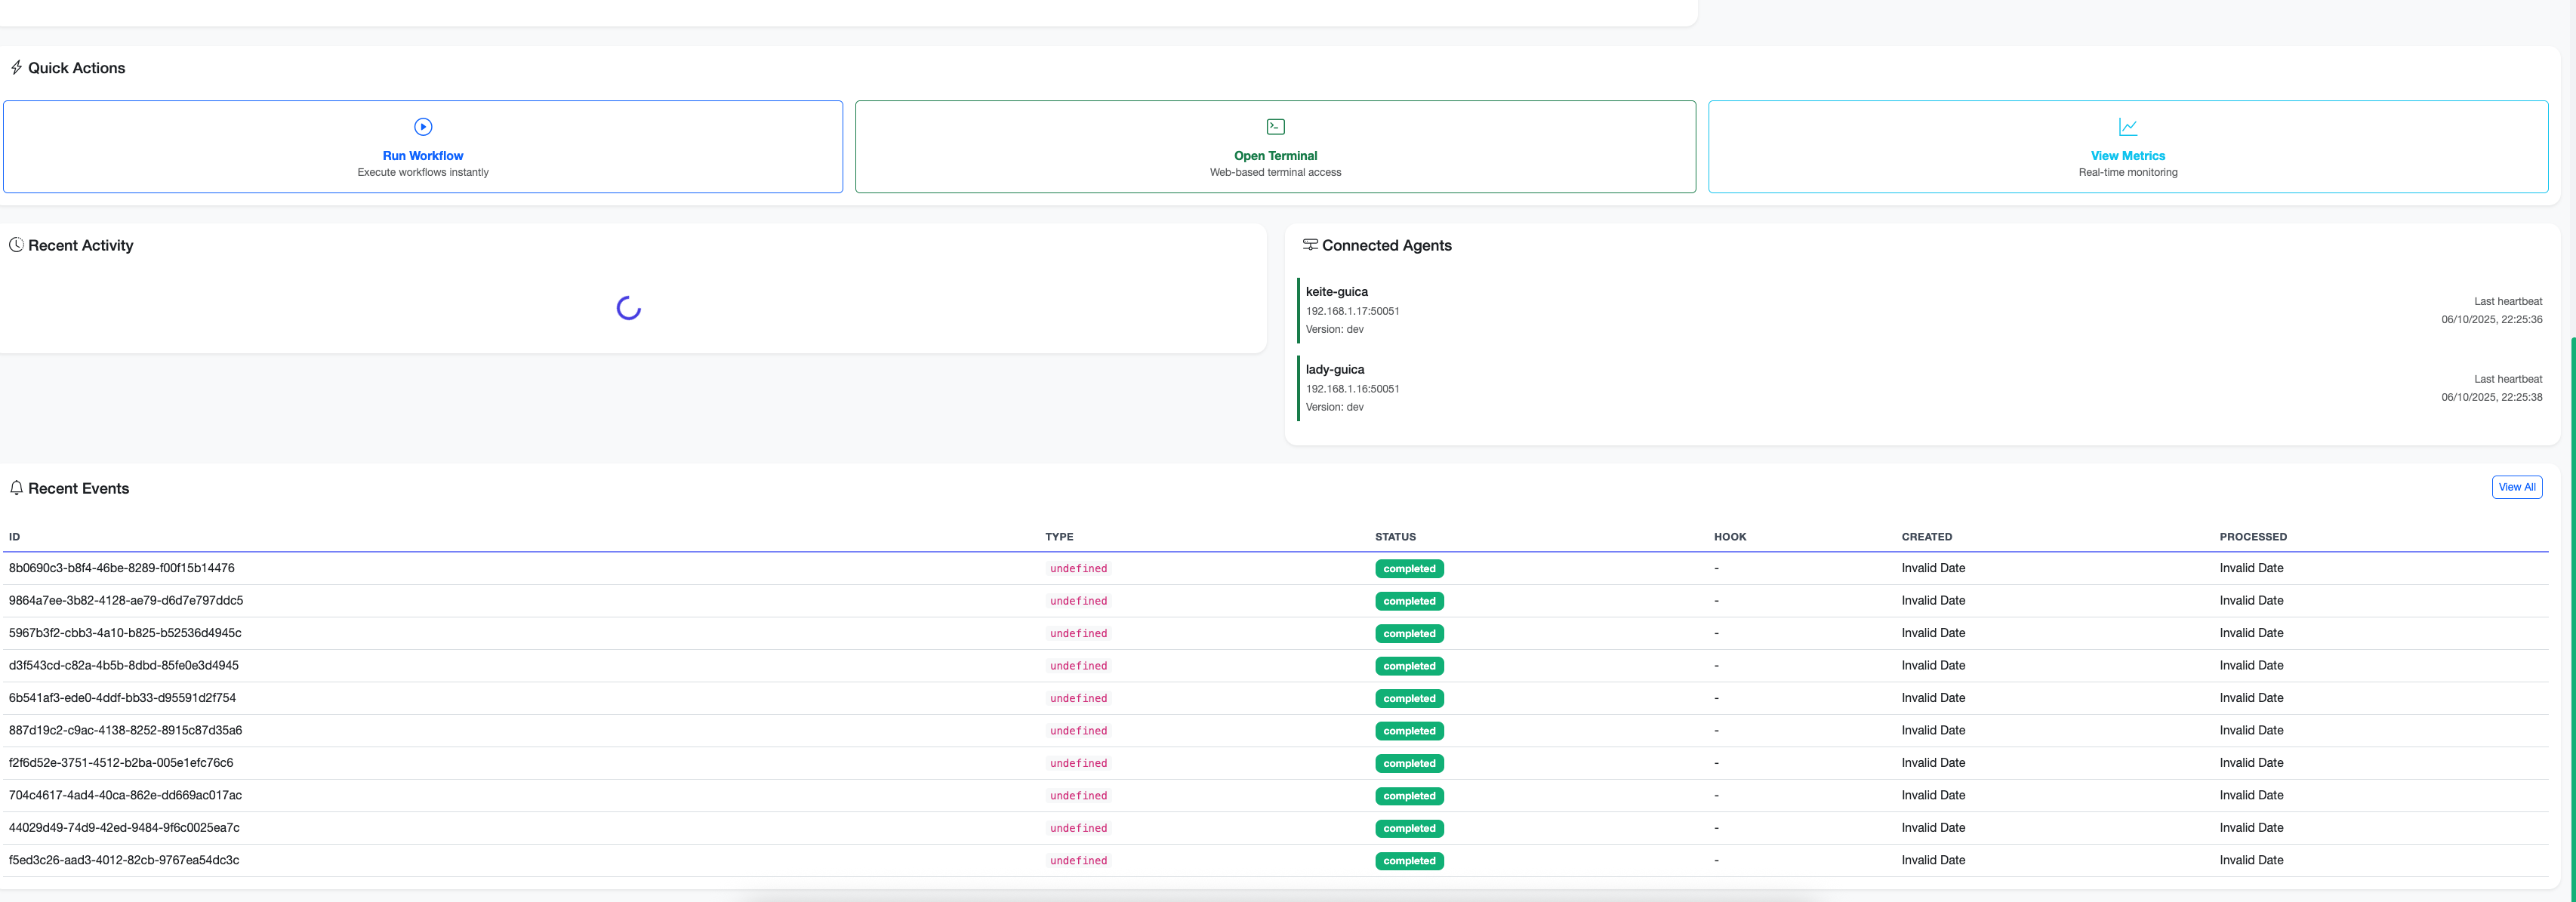 Quick Actions
Run Workflow
Execute workflows instantly
Open Terminal
Web-based terminal access
View Metrics
Real-time monitoring
Recent Activity
Connected Agents
keite-guica
192.168.1.17:50051
Version: dev
Last heartbeat
06/10/2025, 22:25:36
lady-guica
192.168.1.16:50051
Version: dev
Last heartbeat
06/10/2025, 22:25:38
Recent Events
View All
ID TYPE STATUS HOOK CREATED PROCESSED
8b0690c3-b8f4-46be-8289-f00f15b14476 undefined completed - Invalid Date Invalid Date
9864a7ee-3b82-4128-ae79-d6d7e797ddc5 undefined completed - Invalid Date Invalid Date
5967b3f2-cbb3-4a10-b825-b52536d4945c undefined completed - Invalid Date Invalid Date
d3f543cd-c82a-4b5b-8dbd-85fe0e3d4945 undefined completed - Invalid Date Invalid Date
6b541af3-ede0-4ddf-bb33-d95591d2f754 undefined completed - Invalid Date Invalid Date
887d19c2-c9ac-4138-8252-8915c87d35a6 undefined completed - Invalid Date Invalid Date
f2f6d52e-3751-4512-b2ba-005e1efc76c6 undefined completed - Invalid Date Invalid Date
704c4617-4ad4-40ca-862e-dd669ac017ac undefined completed - Invalid Date Invalid Date
44029d49-74d9-42ed-9484-9f6c0025ea7c undefined completed - Invalid Date Invalid Date
f5ed3c26-aad3-4012-82cb-9767ea54dc3c undefined completed - Invalid Date Invalid Date